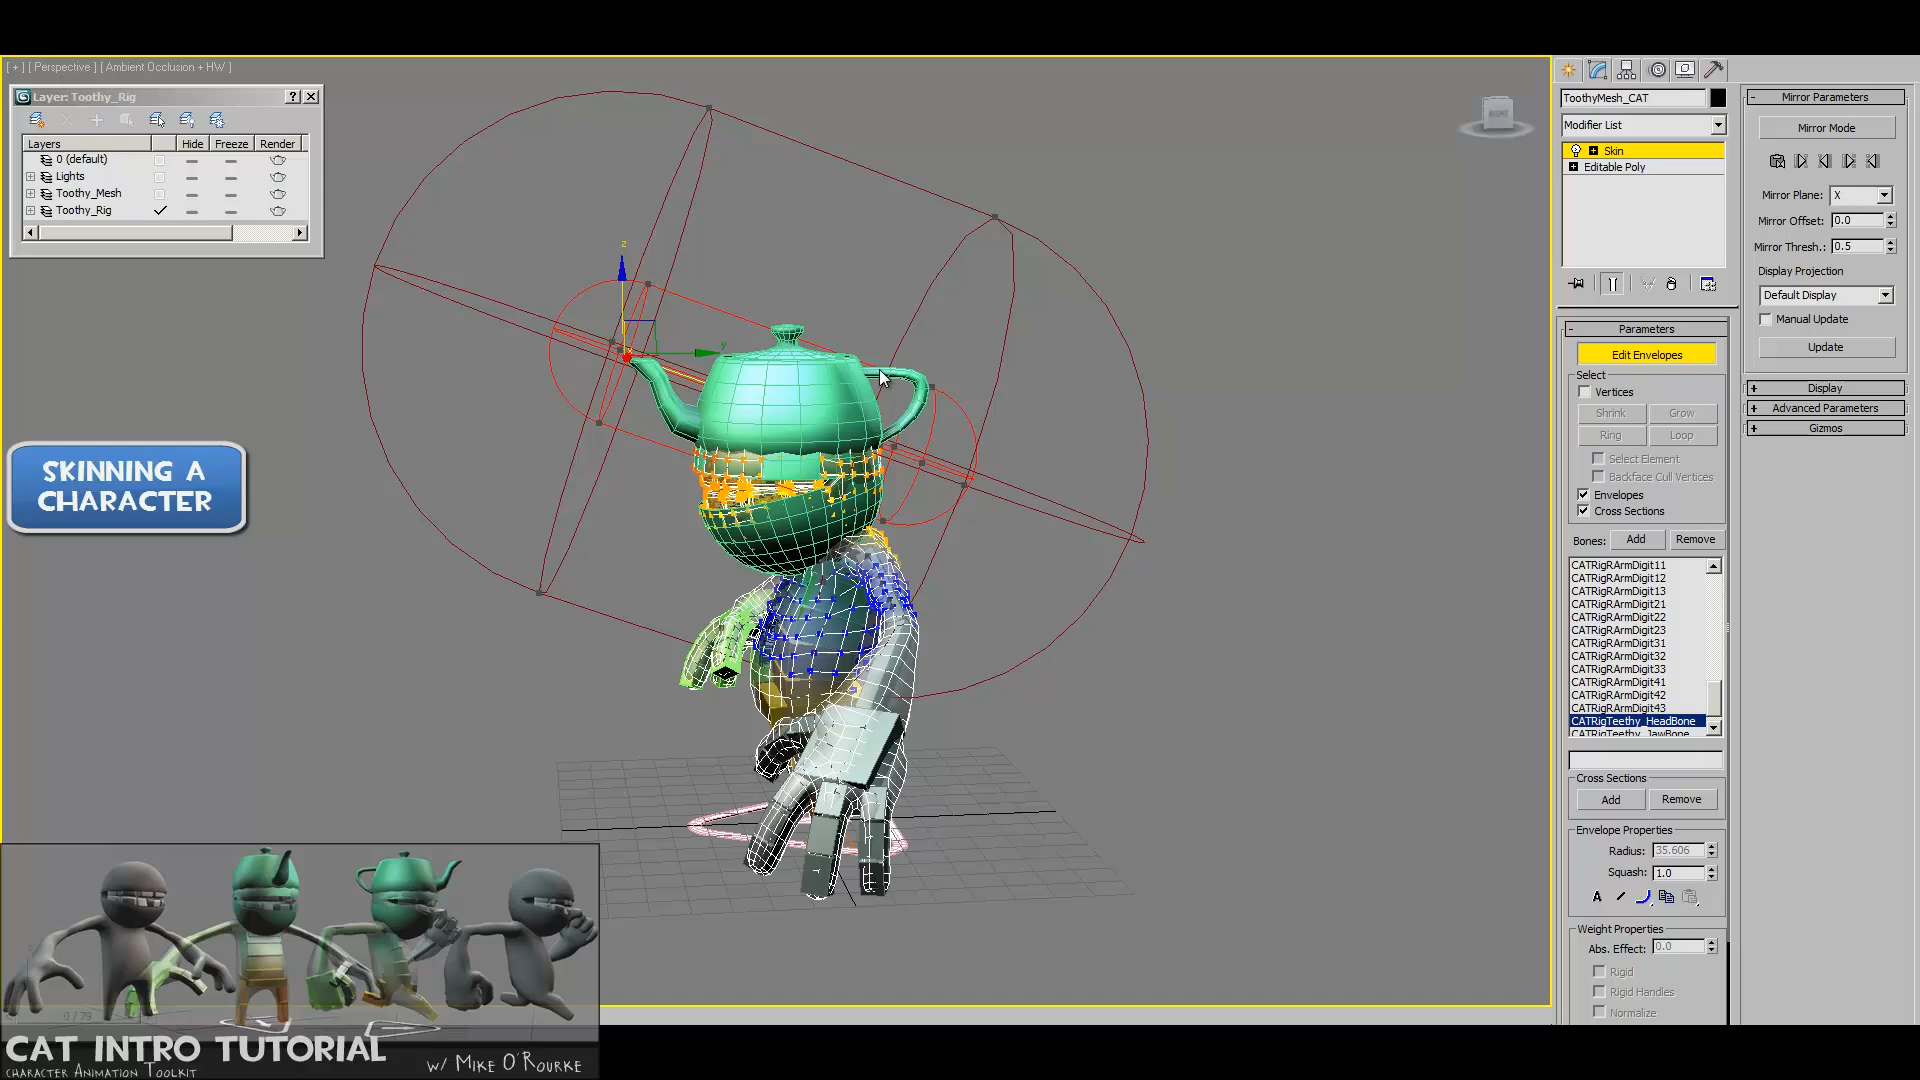 [ + ] [ Perspective ] [ Ambient Occlusion + HW ]
Layer: Toothy_Rig
Layers Hide Freeze Render
0 (default)
Lights
Toothy_Mesh
Toothy_Rig
SKINNING A
CHARACTER
z
y
RIGHT
0 / 79
CAT INTRO TUTORIAL
CHARACTER ANIMATION TOOLKIT
w/ MIKE O'ROURKE
ToothyMesh_CAT
Modifier List
Skin
Editable Poly
Parameters
Edit Envelopes
Select
Vertices
Shrink Grow
Ring Loop
Select Element
Backface Cull Vertices
Envelopes
Cross Sections
Bones: Add Remove
CATRigRArmDigit11
CATRigRArmDigit12
CATRigRArmDigit13
CATRigRArmDigit21
CATRigRArmDigit22
CATRigRArmDigit23
CATRigRArmDigit31
CATRigRArmDigit32
CATRigRArmDigit33
CATRigRArmDigit41
CATRigRArmDigit42
CATRigRArmDigit43
CATRigTeethy_HeadBone
CATRigTeethy_JawBone
Cross Sections
Add Remove
Envelope Properties
Radius: 35.606
Squash: 1.0
A
Weight Properties
Abs. Effect: 0.0
Rigid
Rigid Handles
Normalize
Mirror Parameters
Mirror Mode
Mirror Plane: X
Mirror Offset: 0.0
Mirror Thresh.: 0.5
Display Projection
Default Display
Manual Update
Update
Display
Advanced Parameters
Gizmos